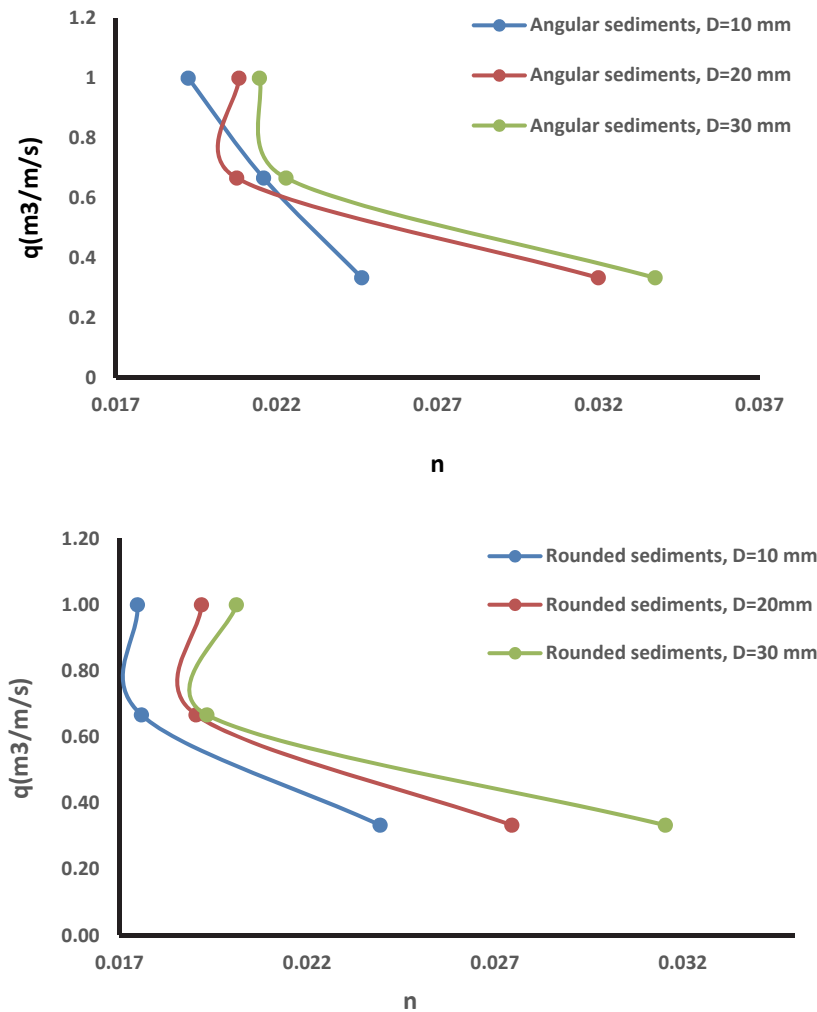 1.2
1
0.8
0.6
0.4
0.2
0
q(m3/m/s)
Angular sediments, D=10 mm
Angular sediments, D=20 mm
Angular sediments, D=30 mm
0.017 0.022 0.027 0.032 0.037
n
1.20
1.00
0.80
0.60
0.40
0.20
0.00
q(m3/m/s)
Rounded sediments, D=10 mm
Rounded sediments, D=20mm
Rounded sediments, D=30 mm
0.017 0.022 0.027 0.032
n